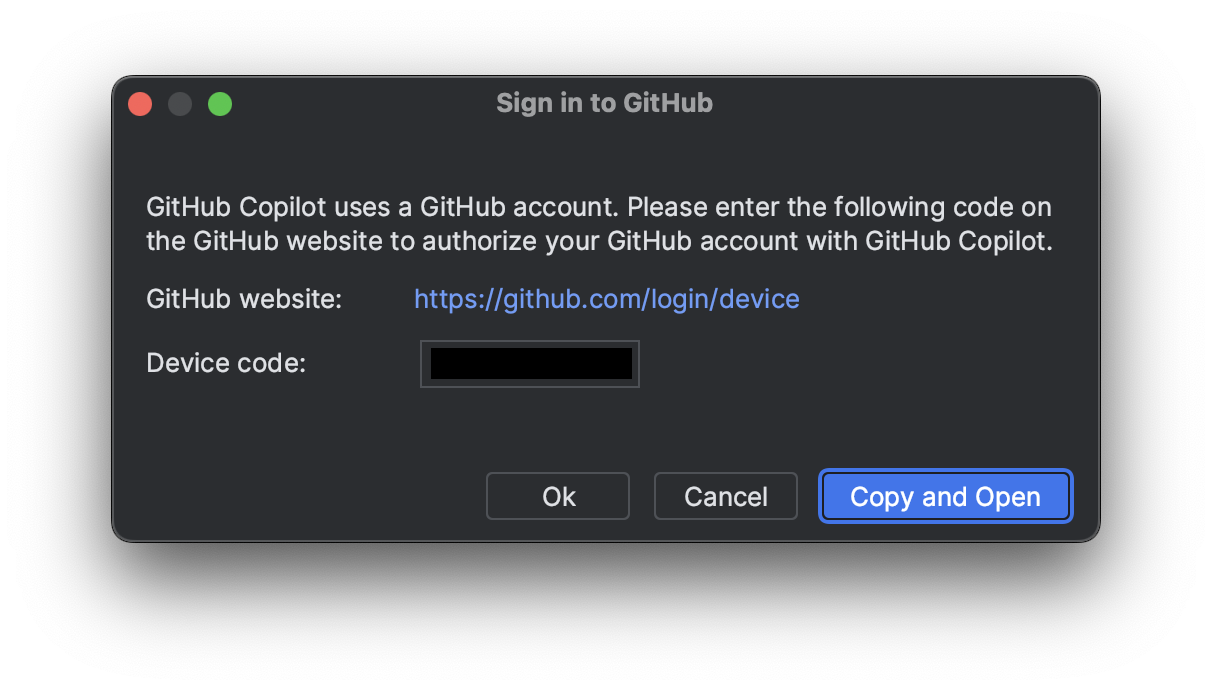 Sign in to GitHub
GitHub Copilot uses a GitHub account. Please enter the following code on
the GitHub website to authorize your GitHub account with GitHub Copilot.
GitHub website: https://github.com/login/device
Device code:
Ok Cancel Copy and Open